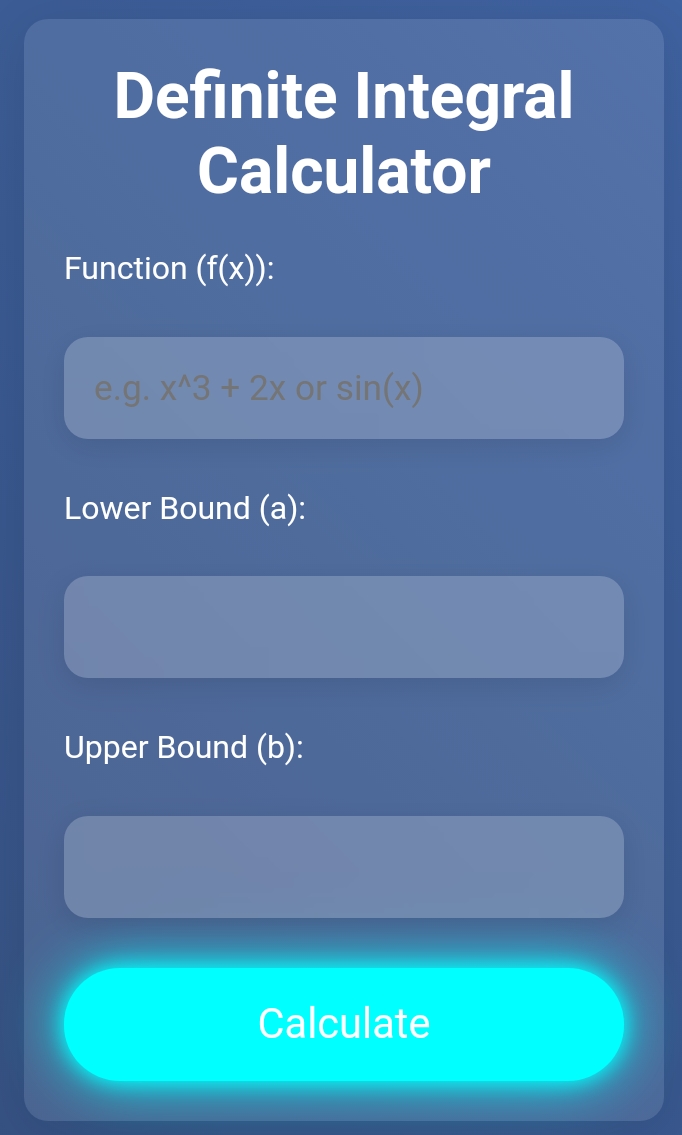 Definite Integral
Calculator
Function (f(x)):
e.g. x^3 + 2x or sin(x)
Lower Bound (a):
Upper Bound (b):
Calculate